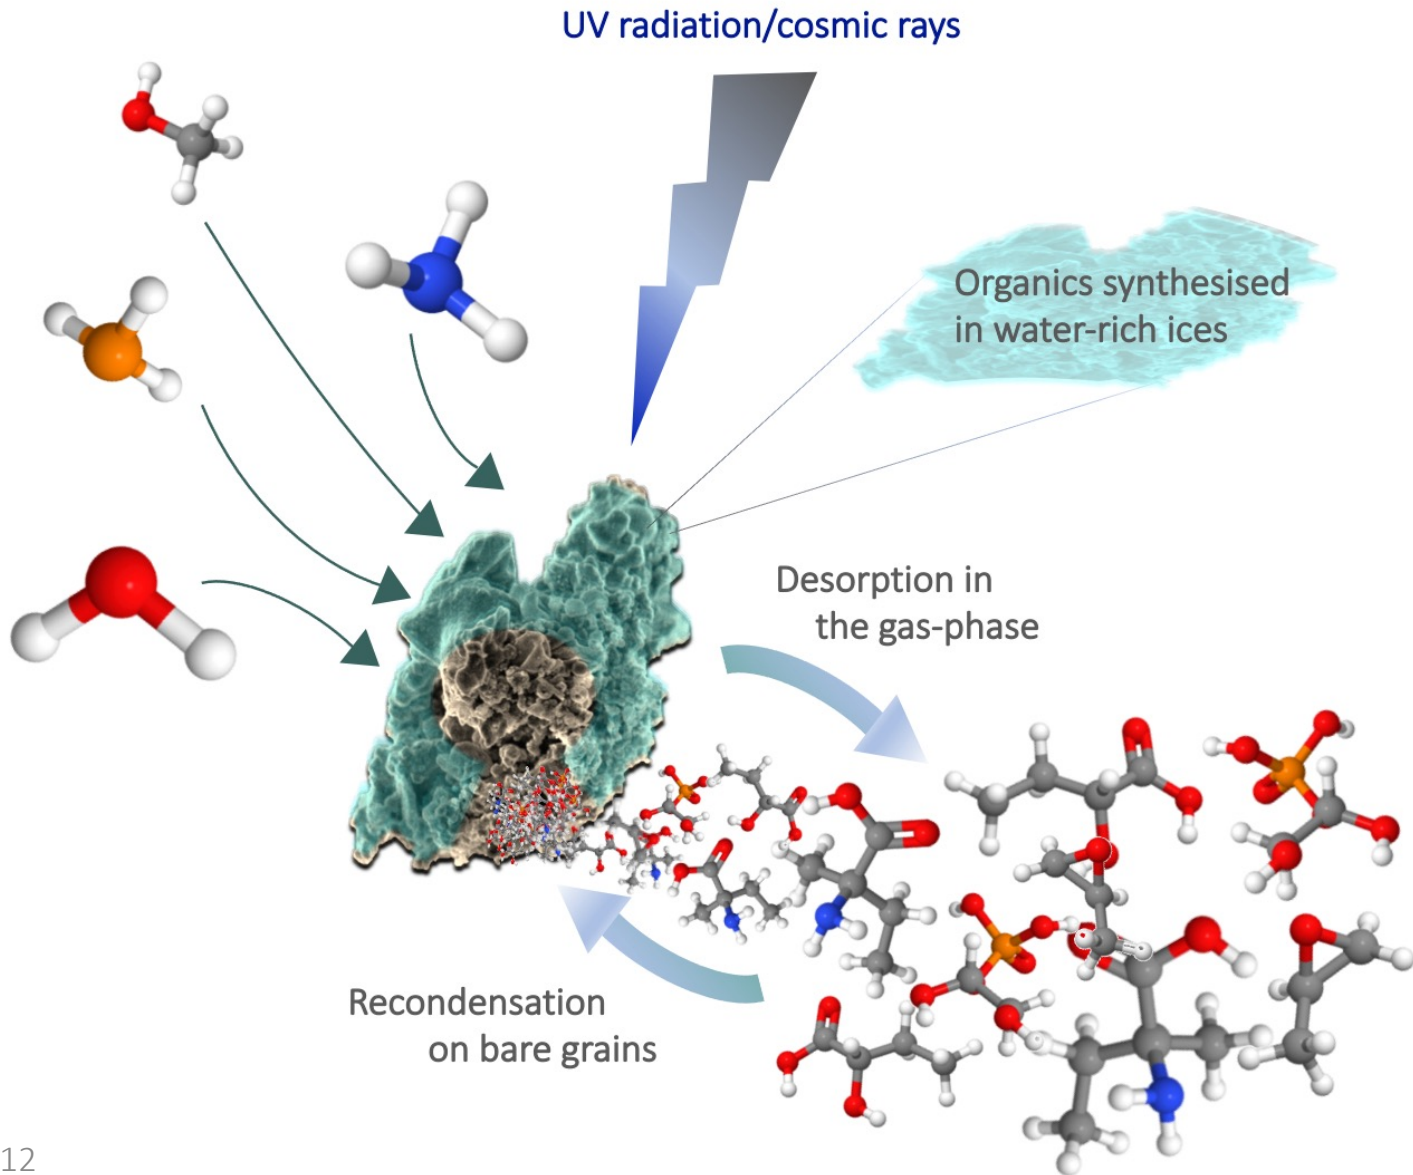 UV radiation/cosmic rays
Organics synthesised
in water-rich ices
Desorption in
the gas-phase
Recondensation
on bare grains
12